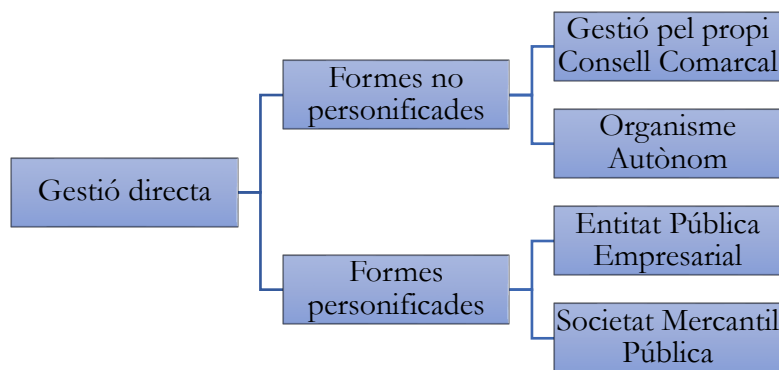 Gestió directa
Formes no
personificades
Gestió pel propi
Consell Comarcal
Organisme
Autònom
Formes
personificades
Entitat Pública
Empresarial
Societat Mercantil
Pública